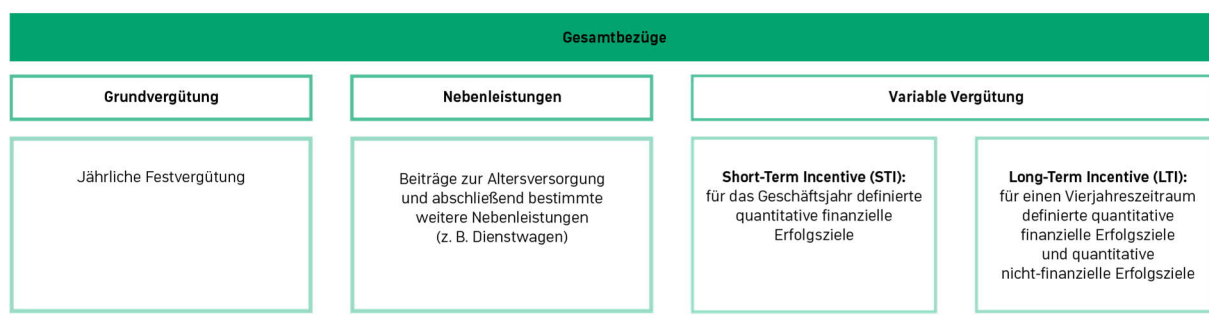 Gesamtbezüge
Grundvergütung
Nebenleistungen
Variable Vergütung
Jährliche Festvergütung
Beiträge zur Altersversorgung
und abschließend bestimmte
weitere Nebenleistungen
(z. B. Dienstwagen)
Short-Term Incentive (STI):
für das Geschäftsjahr definierte
quantitative finanzielle
Erfolgsziele
Long-Term Incentive (LTI):
für einen Vierjahreszeitraum
definierte quantitative
finanzielle Erfolgsziele
und quantitative
nicht-finanzielle Erfolgsziele